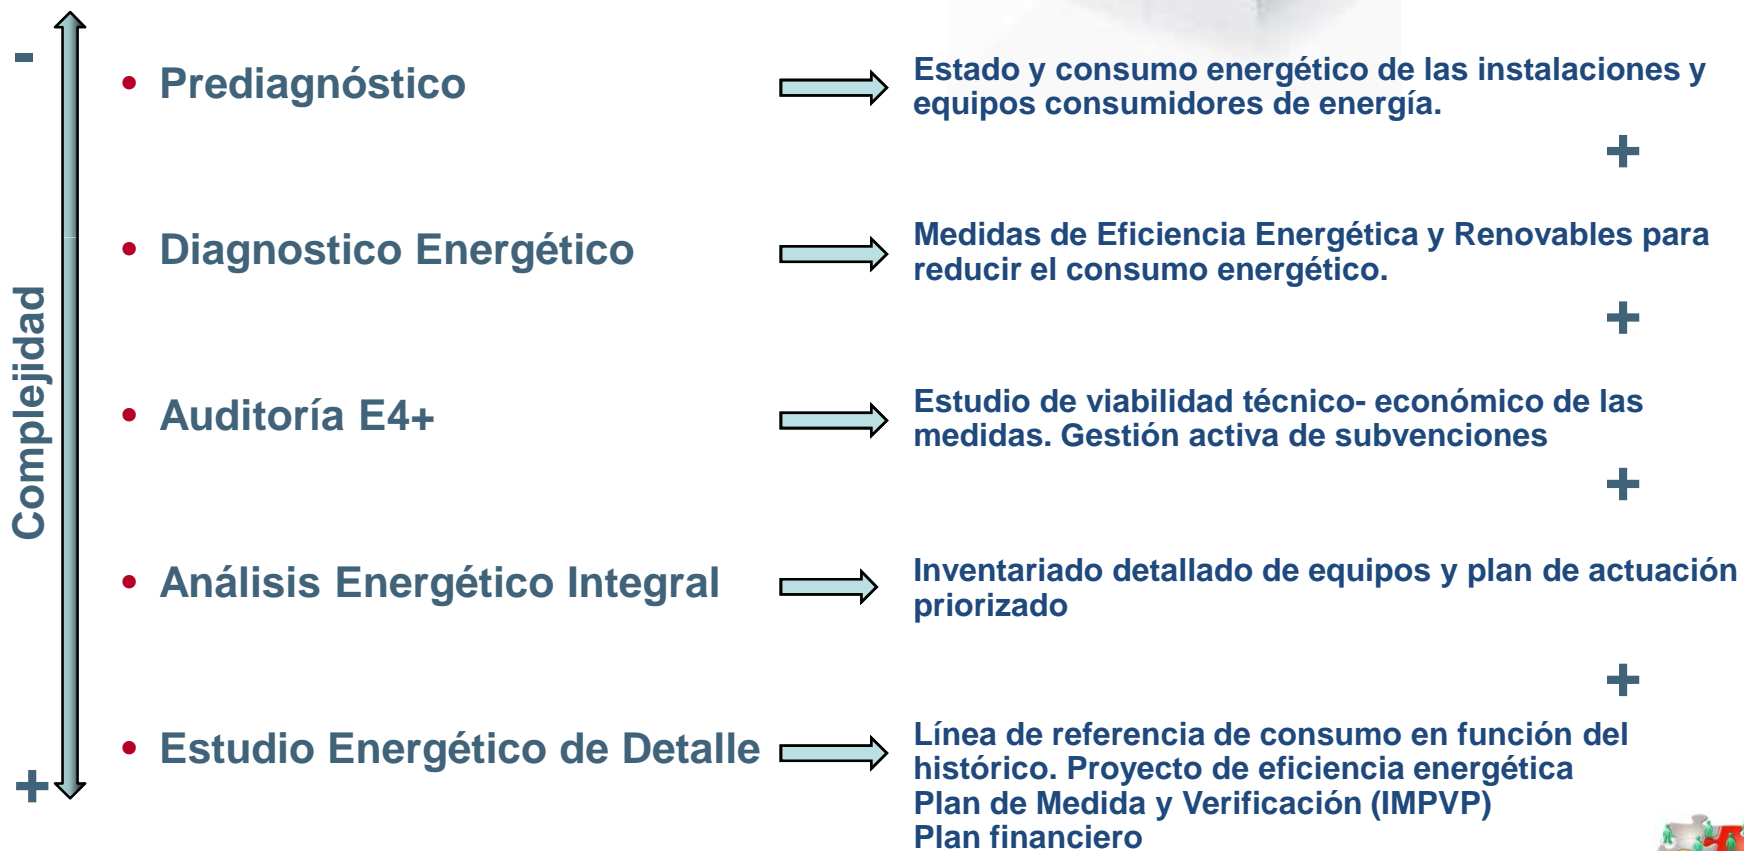 -
• Prediagnóstico
Estado y consumo energético de las instalaciones y
equipos consumidores de energía.
+
• Diagnostico Energético
Medidas de Eficiencia Energética y Renovables para
reducir el consumo energético.
+
Complejidad
• Auditoría E4+
Estudio de viabilidad técnico- económico de las
medidas. Gestión activa de subvenciones
+
• Análisis Energético Integral
Inventariado detallado de equipos y plan de actuación
priorizado
+
• Estudio Energético de Detalle
Línea de referencia de consumo en función del
histórico. Proyecto de eficiencia energética
Plan de Medida y Verificación (IMPVP)
Plan financiero
+